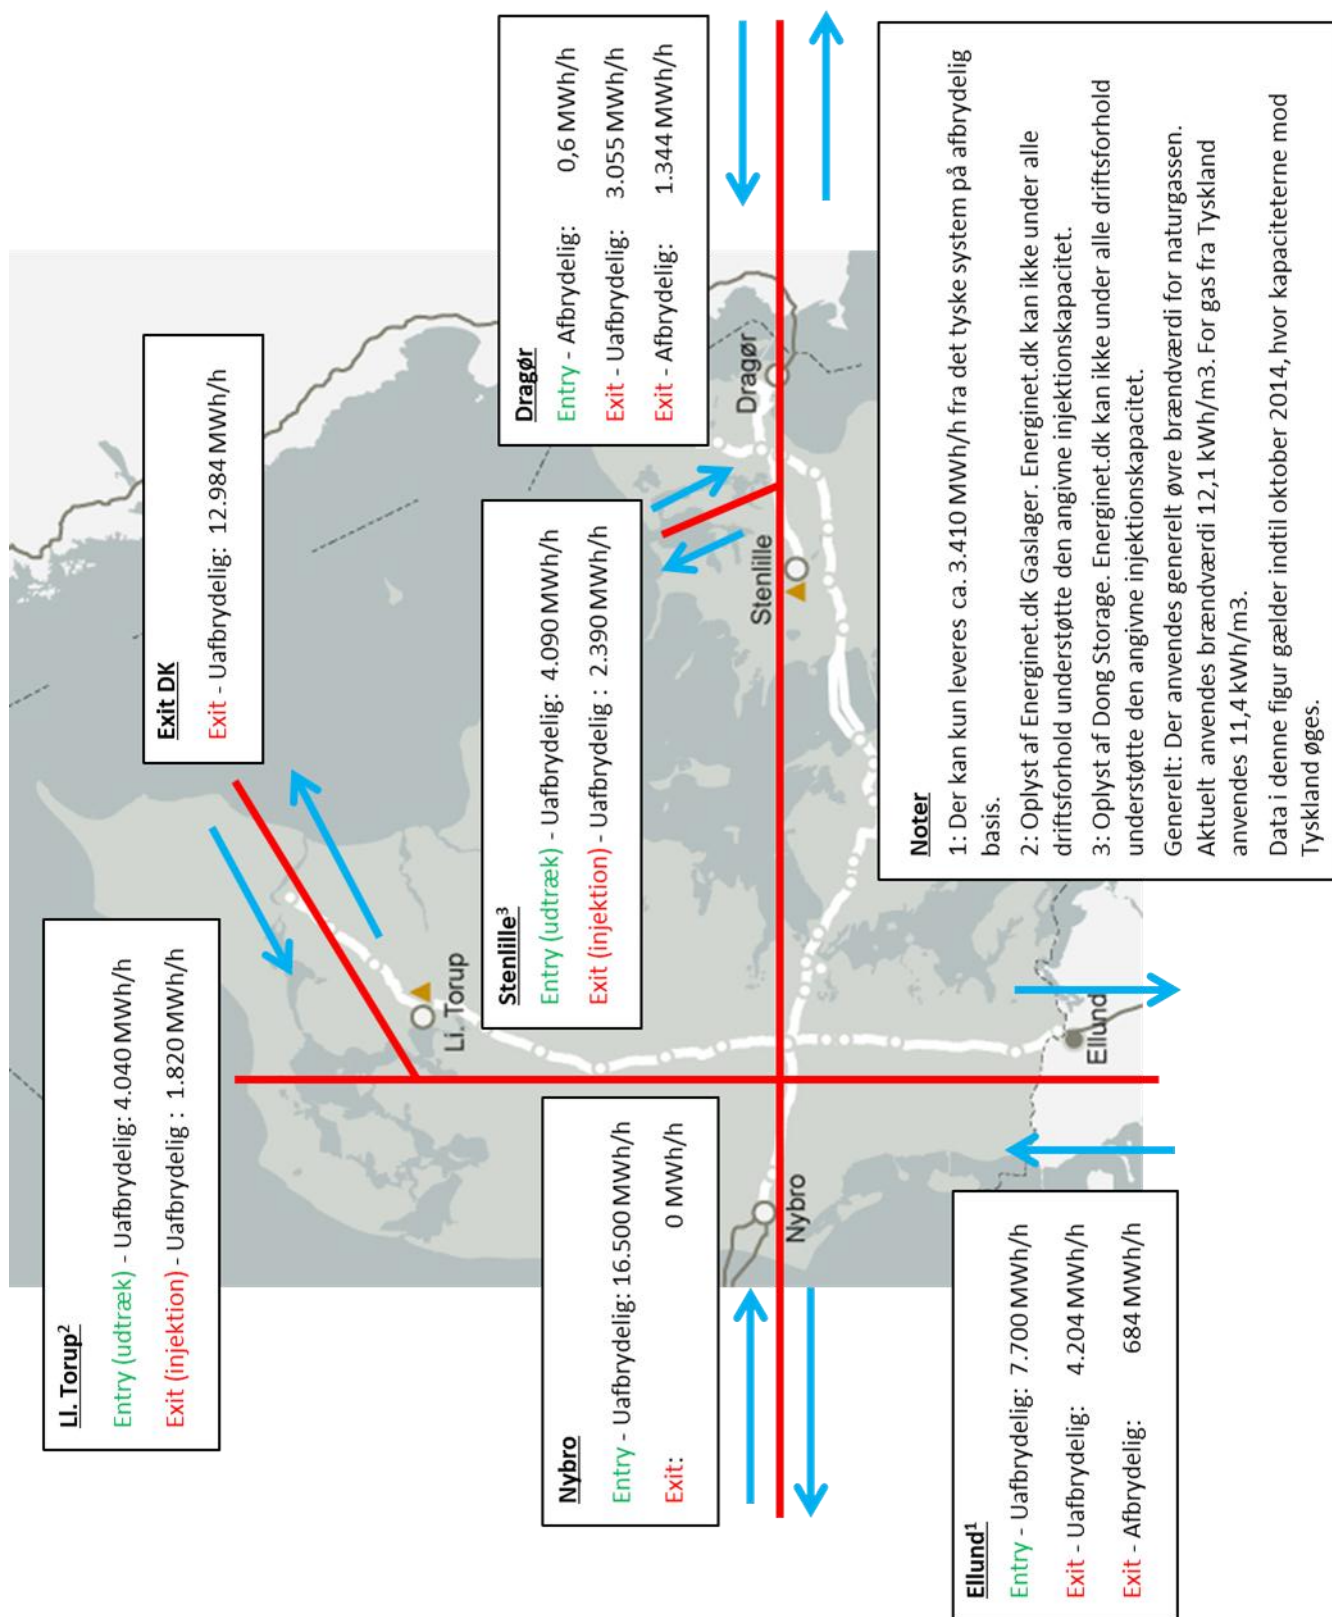 Ll. Torup²
Entry (udtræk) - Uafbrydelig: 4.040 MWh/h
Exit (injektion) - Uafbrydelig : 1.820 MWh/h
Exit DK
Exit - Uafbrydelig: 12.984 MWh/h
Nybro
Entry - Uafbrydelig: 16.500 MWh/h
Exit: 0 MWh/h
Stenlille³
Entry (udtræk) - Uafbrydelig: 4.090 MWh/h
Exit (injektion) - Uafbrydelig : 2.390 MWh/h
Dragør
Entry - Afbrydelig: 0,6 MWh/h
Exit - Uafbrydelig: 3.055 MWh/h
Exit - Afbrydelig: 1.344 MWh/h
Ellund¹
Entry - Uafbrydelig: 7.700 MWh/h
Exit - Uafbrydelig: 4.204 MWh/h
Exit - Afbrydelig: 684 MWh/h
Ll. Torup
Nybro
Stenlille
Dragør
Ellund
Noter
1: Der kan kun leveres ca. 3.410 MWh/h fra det tyske system på afbrydelig
basis.
2: Oplyst af Energinet.dk Gaslager. Energinet.dk kan ikke under alle
driftsforhold understøtte den angivne injektionskapacitet.
3: Oplyst af Dong Storage. Energinet.dk kan ikke under alle driftsforhold
understøtte den angivne injektionskapacitet.
Generelt: Der anvendes generelt øvre brændværdi for naturgassen.
Aktuelt anvendes brændværdi 12,1 kWh/m3. For gas fra Tyskland
anvendes 11,4 kWh/m3.
Data i denne figur gælder indtil oktober 2014, hvor kapaciteterne mod
Tyskland øges.